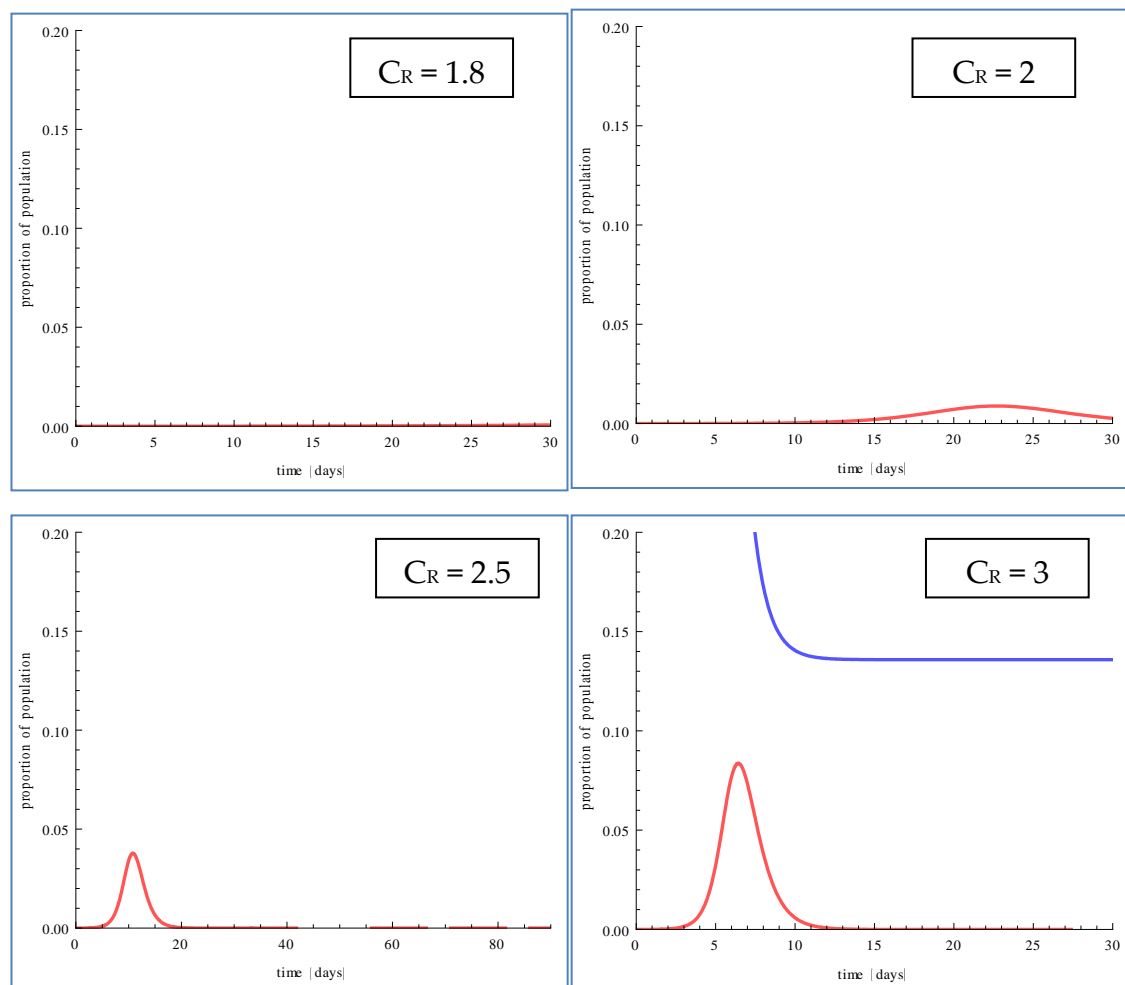 CR = 1.8
0.20
0.15
0.10
0.05
0.00
proportion of population
0 5 10 15 20 25 30
time |days|
CR = 2
0.20
0.15
0.10
0.05
0.00
proportion of population
0 5 10 15 20 25 30
time |days|
CR = 2.5
0.20
0.15
0.10
0.05
0.00
proportion of population
0 20 40 60 80
time |days|
CR = 3
0.20
0.15
0.10
0.05
0.00
proportion of population
0 5 10 15 20 25 30
time |days|